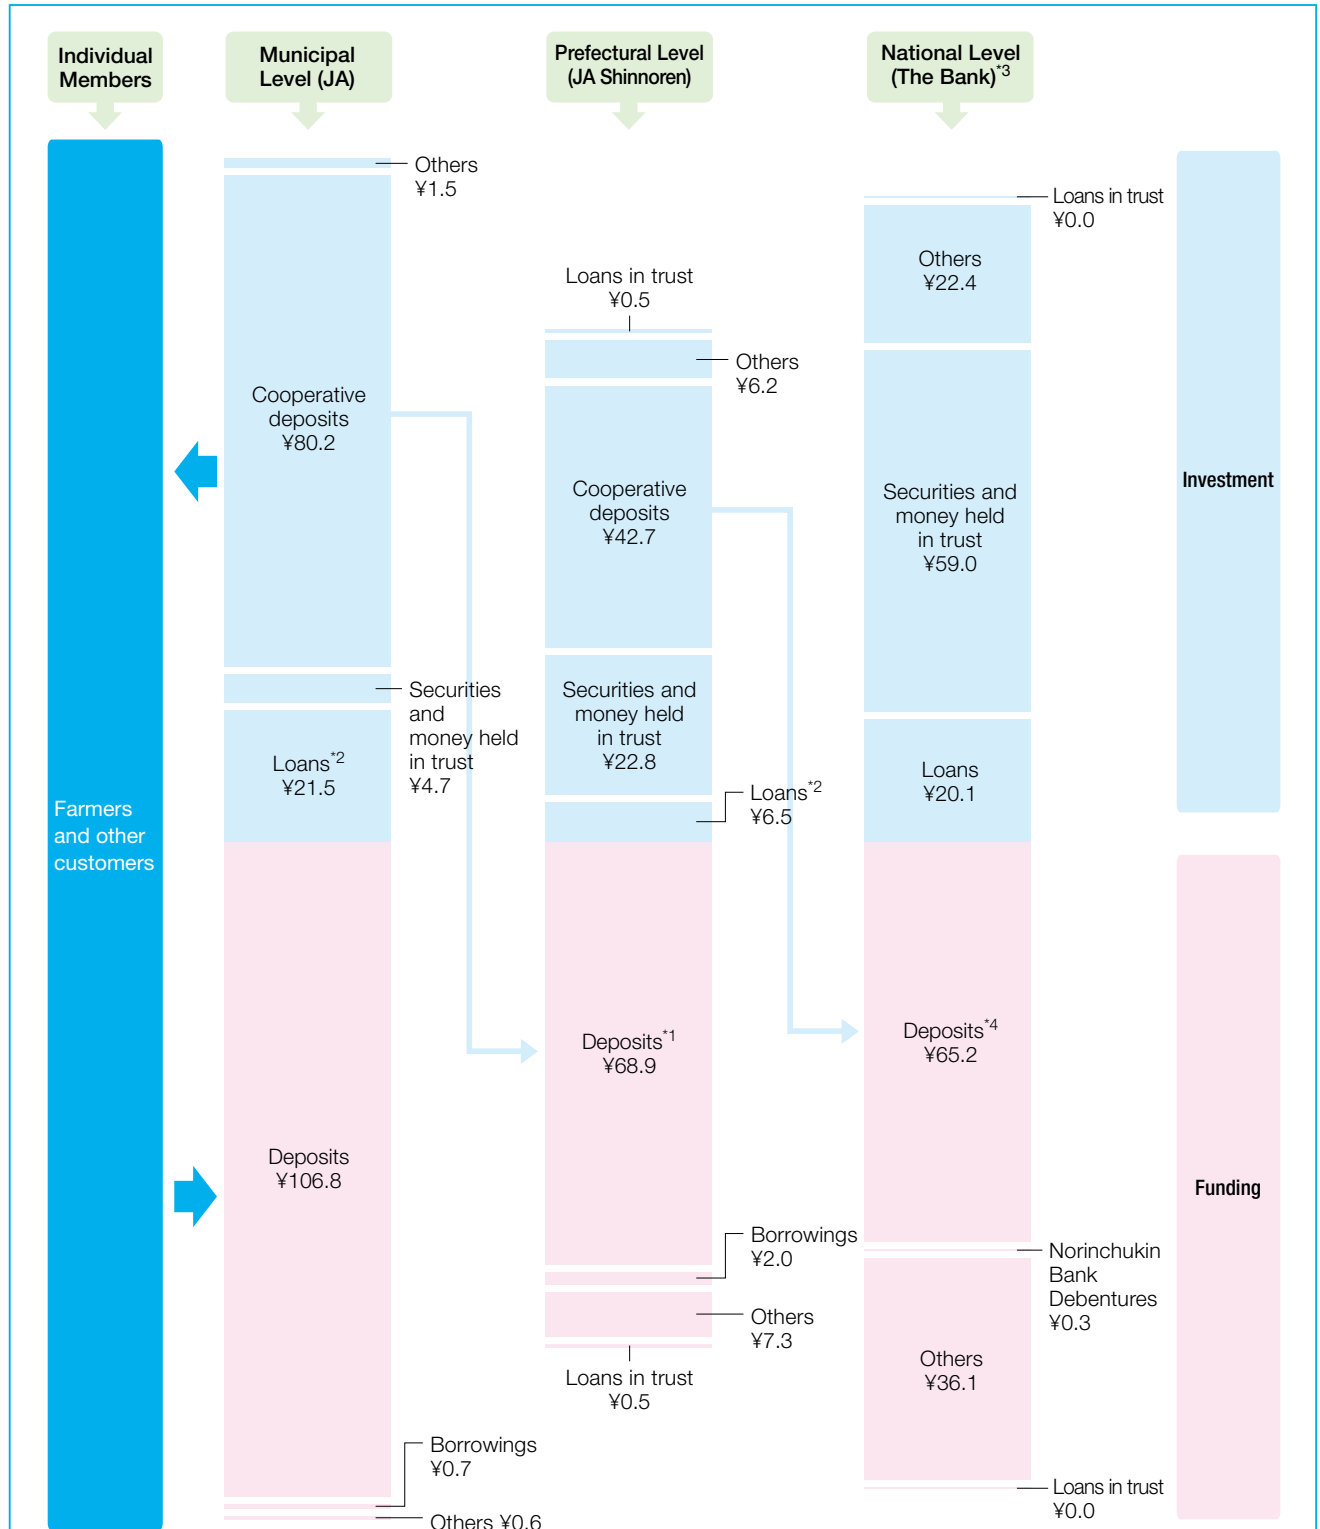 Individual
Members
Municipal
Level (JA)
Prefectural Level
(JA Shinnoren)
National Level
(The Bank)*3
Farmers
and other
customers
Others
¥1.5
Cooperative
deposits
¥80.2
Securities
and
money held
in trust
¥4.7
Loans*2
¥21.5
Deposits
¥106.8
Borrowings
¥0.7
Others ¥0.6
Loans in trust
¥0.5
Others
¥6.2
Cooperative
deposits
¥42.7
Securities and
money held
in trust
¥22.8
Loans*2
¥6.5
Deposits*1
¥68.9
Borrowings
¥2.0
Others
¥7.3
Loans in trust
¥0.5
Loans in trust
¥0.0
Others
¥22.4
Securities and
money held
in trust
¥59.0
Loans
¥20.1
Deposits*4
¥65.2
Norinchukin
Bank
Debentures
¥0.3
Others
¥36.1
Loans in trust
¥0.0
Investment
Funding